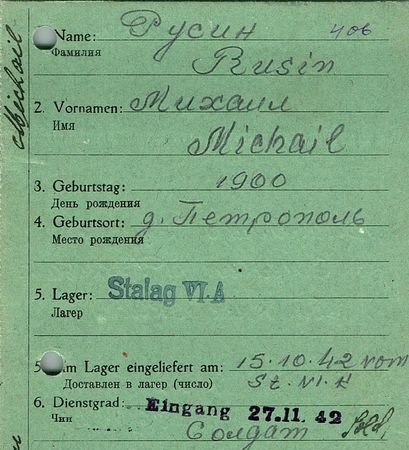 Michail
Name: Русин 406
Фамилия
Rusin
2. Vornamen: Михаил
Имя
Michail
3. Geburtstag: 1900
День рождения
4. Geburtsort: д. Петрополь
Место рождения
5. Lager: Stalag VI.A
Лагер
5 Im Lager eingeliefert am: 15.10.42 vom
Доставлен в лагер (число) St. VI. K
6. Dienstgrad: Eingang 27.11. 42
Чин Солдат Sold.